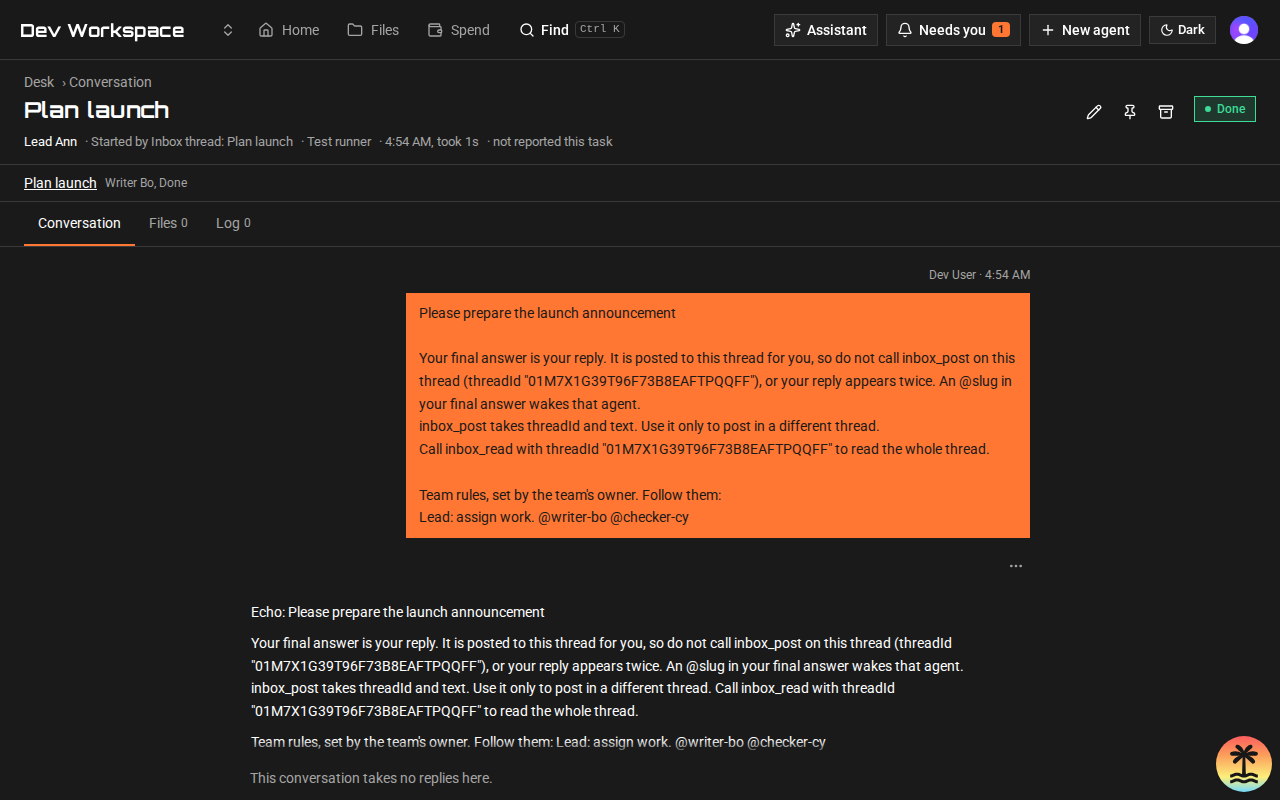 Dev Workspace
Home
Files
Spend
Find Ctrl K
Assistant
Needs you 1
New agent
Dark
Desk › Conversation
Plan launch
Done
Lead Ann · Started by Inbox thread: Plan launch · Test runner · 4:54 AM, took 1s · not reported this task
Plan launch Writer Bo, Done
Conversation
Files 0
Log 0
Dev User · 4:54 AM
Please prepare the launch announcement
Your final answer is your reply. It is posted to this thread for you, so do not call inbox_post on this
thread (threadId "01M7X1G39T96F73B8EAFTPQQFF"), or your reply appears twice. An @slug in
your final answer wakes that agent.
inbox_post takes threadId and text. Use it only to post in a different thread.
Call inbox_read with threadId "01M7X1G39T96F73B8EAFTPQQFF" to read the whole thread.
Team rules, set by the team's owner. Follow them:
Lead: assign work. @writer-bo @checker-cy
Echo: Please prepare the launch announcement
Your final answer is your reply. It is posted to this thread for you, so do not call inbox_post on this thread (threadId
"01M7X1G39T96F73B8EAFTPQQFF"), or your reply appears twice. An @slug in your final answer wakes that agent.
inbox_post takes threadId and text. Use it only to post in a different thread. Call inbox_read with threadId
"01M7X1G39T96F73B8EAFTPQQFF" to read the whole thread.
Team rules, set by the team's owner. Follow them: Lead: assign work. @writer-bo @checker-cy
This conversation takes no replies here.